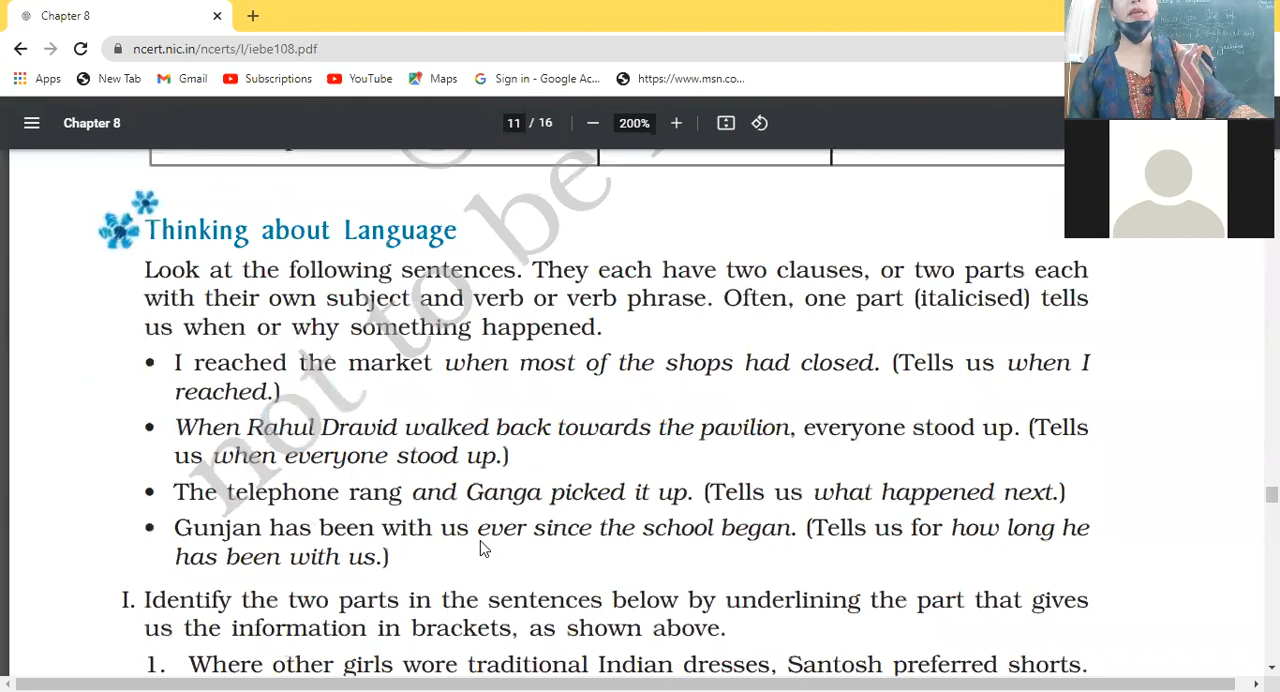 Chapter 8
ncert.nic.in/ncerts/l/iebe108.pdf
Apps New Tab Gmail Subscriptions YouTube Maps Sign in - Google Ac... https://www.msn.co...
Chapter 8 11 / 16 200%
Thinking about Language
Look at the following sentences. They each have two clauses, or two parts each
with their own subject and verb or verb phrase. Often, one part (italicised) tells
us when or why something happened.
• I reached the market when most of the shops had closed. (Tells us when I
reached.)
• When Rahul Dravid walked back towards the pavilion, everyone stood up. (Tells
us when everyone stood up.)
• The telephone rang and Ganga picked it up. (Tells us what happened next.)
• Gunjan has been with us ever since the school began. (Tells us for how long he
has been with us.)
I. Identify the two parts in the sentences below by underlining the part that gives
us the information in brackets, as shown above.
1. Where other girls wore traditional Indian dresses, Santosh preferred shorts.
not to be